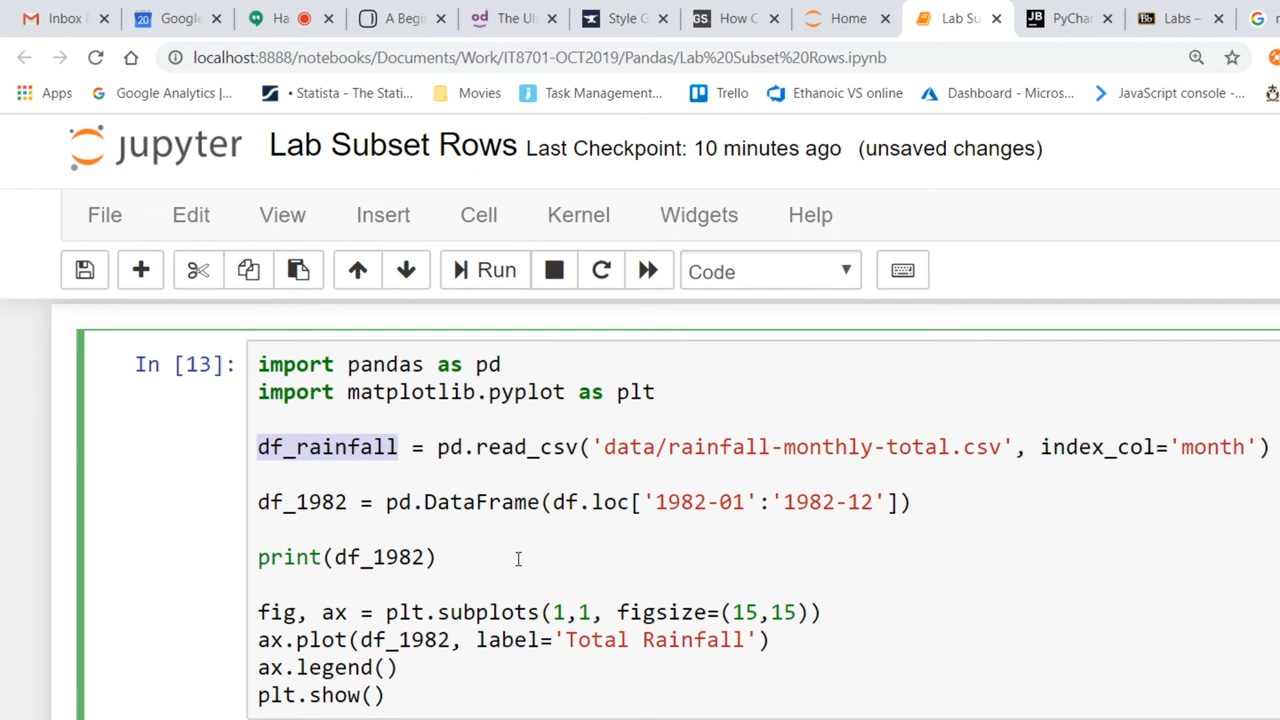 Inbox ( Google Ha A Begin The Ul Style G How C Home Lab Su PyChar Labs –
localhost:8888/notebooks/Documents/Work/IT8701-OCT2019/Pandas/Lab%20Subset%20Rows.ipynb
Apps Google Analytics |... • Statista - The Stati... Movies Task Management... Trello Ethanoic VS online Dashboard - Micros... JavaScript console -...
jupyter Lab Subset Rows Last Checkpoint: 10 minutes ago (unsaved changes)
File Edit View Insert Cell Kernel Widgets Help
Run Code
In [13]: import pandas as pd
import matplotlib.pyplot as plt
df_rainfall = pd.read_csv('data/rainfall-monthly-total.csv', index_col='month')
df_1982 = pd.DataFrame(df.loc['1982-01':'1982-12'])
print(df_1982)
fig, ax = plt.subplots(1,1, figsize=(15,15))
ax.plot(df_1982, label='Total Rainfall')
ax.legend()
plt.show()